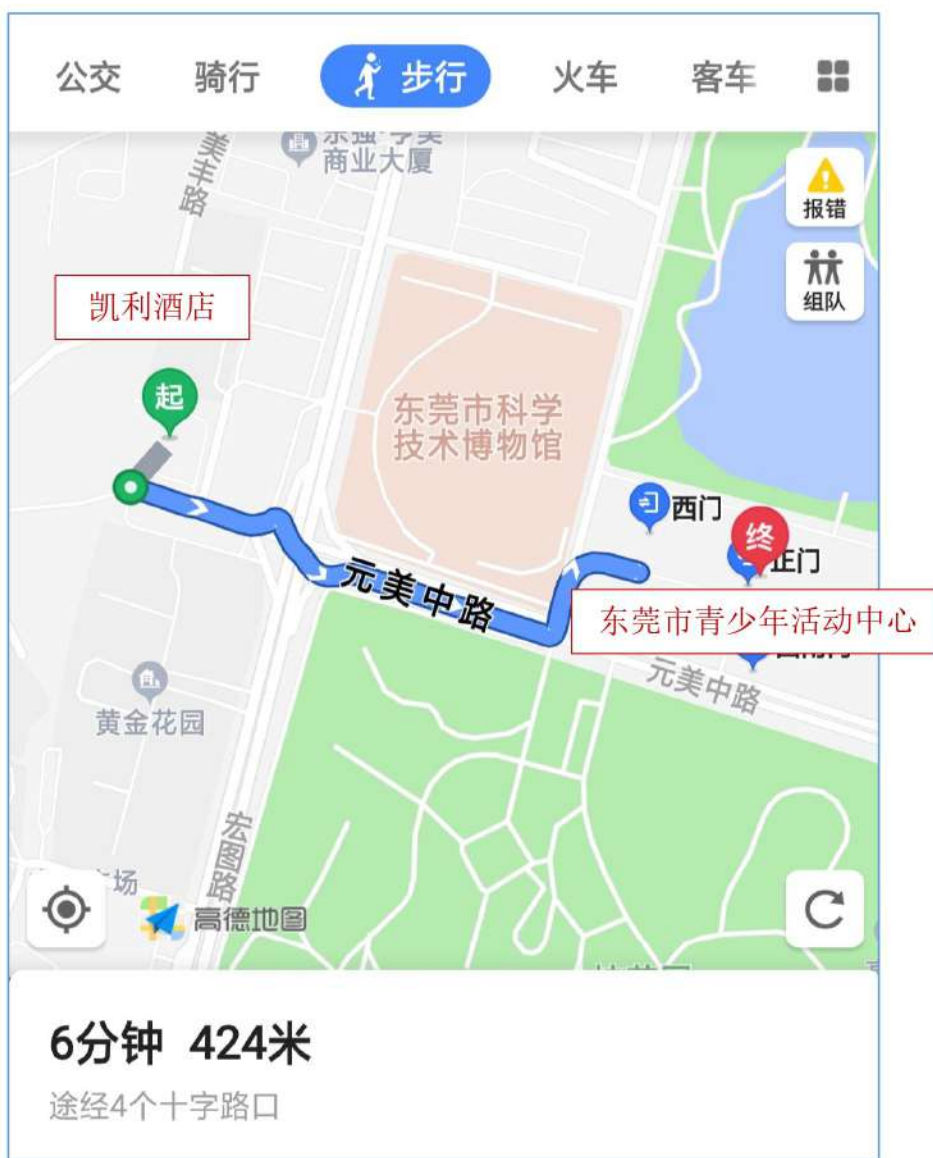 公交
骑行
步行
火车
客车
美丰路
商业大厦
报错
组队
凯利酒店
起
东莞市科学
技术博物馆
西门
终
正门
元美中路
东莞市青少年活动中心
元美中路
黄金花园
宏图路
场
高德地图
6分钟 424米
途经4个十字路口